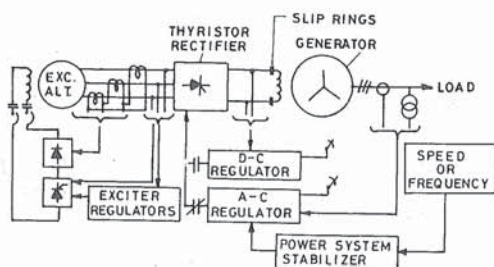 SLIP RINGS
THYRISTOR
RECTIFIER
GENERATOR
EXC.
ALT.
LOAD
D-C
REGULATOR
SPEED
OR
FREQUENCY
EXCITER
REGULATORS
A-C
REGULATOR
POWER SYSTEM
STABILIZER